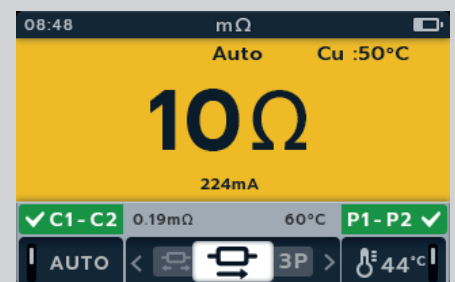 08:48 mΩ
Auto Cu :50°C
10Ω
224mA
✓ C1-C2 0.19mΩ 60°C P1-P2 ✓
AUTO < 3P > 44°C